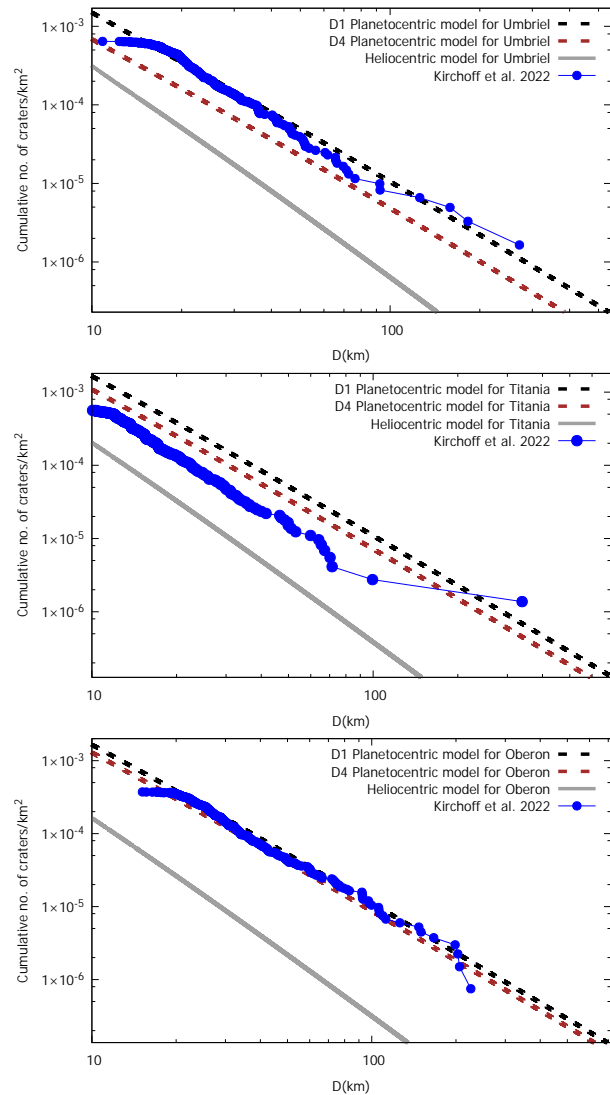 1×10⁻³
1×10⁻⁴
1×10⁻⁵
1×10⁻⁶
10
100
Cumulative no. of craters/km²
D(km)
D1 Planetocentric model for Umbriel
D4 Planetocentric model for Umbriel
Heliocentric model for Umbriel
Kirchoff et al. 2022
1×10⁻³
1×10⁻⁴
1×10⁻⁵
1×10⁻⁶
10
100
Cumulative no. of craters/km²
D(km)
D1 Planetocentric model for Titania
D4 Planetocentric model for Titania
Heliocentric model for Titania
Kirchoff et al. 2022
1×10⁻³
1×10⁻⁴
1×10⁻⁵
1×10⁻⁶
10
100
Cumulative no. of craters/km²
D(km)
D1 Planetocentric model for Oberon
D4 Planetocentric model for Oberon
Heliocentric model for Oberon
Kirchoff et al. 2022